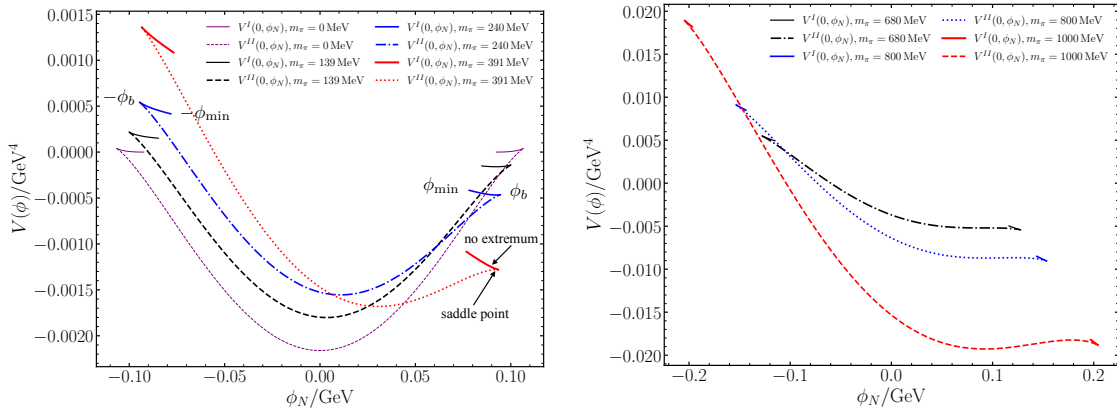 V^I(0, φ_N), m_π = 0 MeV
V^II(0, φ_N), m_π = 0 MeV
V^I(0, φ_N), m_π = 139 MeV
V^II(0, φ_N), m_π = 139 MeV
V^I(0, φ_N), m_π = 240 MeV
V^II(0, φ_N), m_π = 240 MeV
V^I(0, φ_N), m_π = 391 MeV
V^II(0, φ_N), m_π = 391 MeV
V(φ)/GeV^4
0.0015
0.0010
0.0005
0.0000
−0.0005
−0.0010
−0.0015
−0.0020
−φ_b
−φ_min
φ_min
φ_b
no extremum
saddle point
−0.10
−0.05
0.00
0.05
0.10
φ_N/GeV
V^I(0, φ_N), m_π = 680 MeV
V^II(0, φ_N), m_π = 680 MeV
V^I(0, φ_N), m_π = 800 MeV
V^II(0, φ_N), m_π = 800 MeV
V^I(0, φ_N), m_π = 1000 MeV
V^II(0, φ_N), m_π = 1000 MeV
V(φ)/GeV^4
0.020
0.015
0.010
0.005
0.000
−0.005
−0.010
−0.015
−0.020
−0.2
−0.1
0.0
0.1
0.2
φ_N/GeV